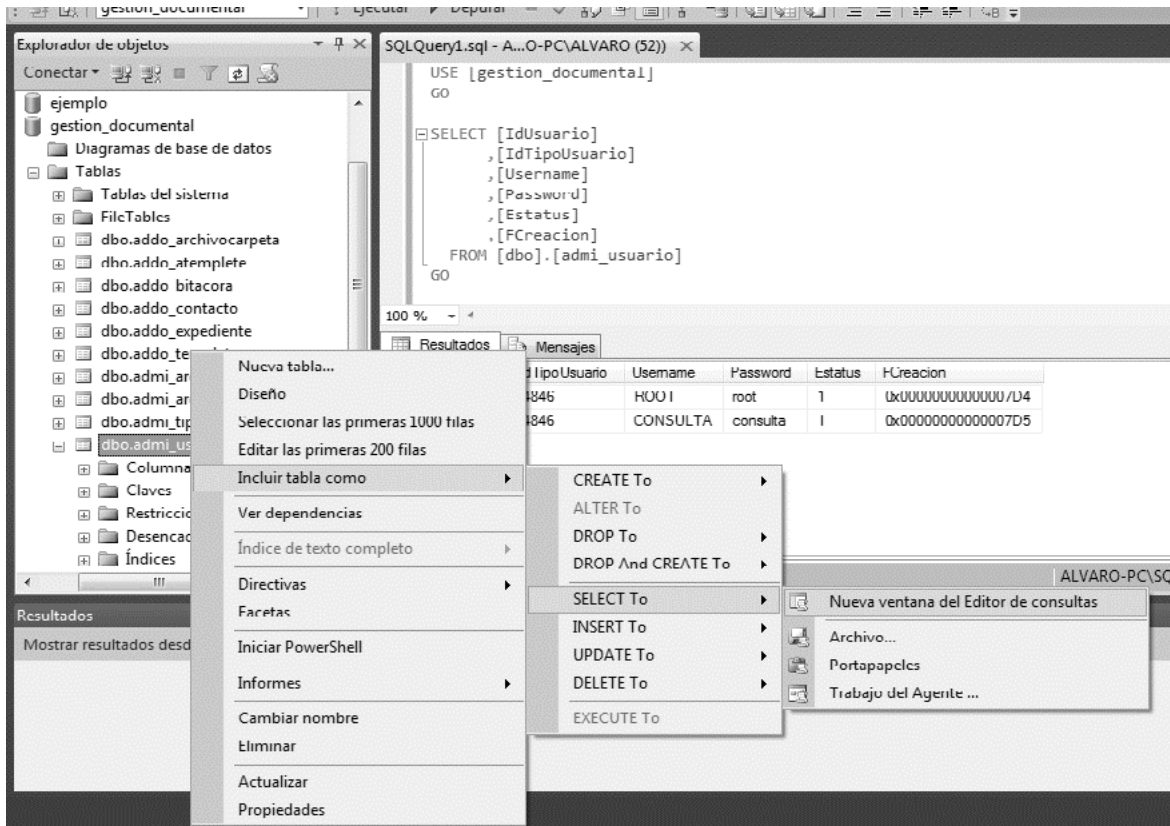 gestion_documental
Ejecutar
Depurar
Explorador de objetos
Conectar
ejemplo
gestion_documental
Diagramas de base de datos
Tablas
Tablas del sistema
FileTables
dbo.addo_archivocarpeta
dbo.addo_atemplete
dbo.addo_bitacora
dbo.addo_contacto
dbo.addo_expediente
dbo.addo_te
dbo.admi_ar
dbo.admi_ar
dbo.admi_tip
dbo.admi_us
Columna
Claves
Restriccio
Desencad
Índices
SQLQuery1.sql - A...O-PC\ALVARO (52))
USE [gestion_documental]
GO
SELECT [IdUsuario]
,[IdTipoUsuario]
,[Username]
,[Password]
,[Estatus]
,[FCreacion]
FROM [dbo].[admi_usuario]
GO
100 %
Resultados Mensajes
dTipoUsuario Username Password Estatus FCreacion
846 ROOT root 1 0x00000000000007D4
846 CONSULTA consulta I 0x00000000000007D5
ALVARO-PC\SQ
Resultados
Mostrar resultados desd
Nueva tabla...
Diseño
Seleccionar las primeras 1000 filas
Editar las primeras 200 filas
Incluir tabla como
Ver dependencias
Índice de texto completo
Directivas
Facetas
Iniciar PowerShell
Informes
Cambiar nombre
Eliminar
Actualizar
Propiedades
CREATE To
ALTER To
DROP To
DROP And CREATE To
SELECT To
INSERT To
UPDATE To
DELETE To
EXECUTE To
Nueva ventana del Editor de consultas
Archivo...
Portapapeles
Trabajo del Agente ...